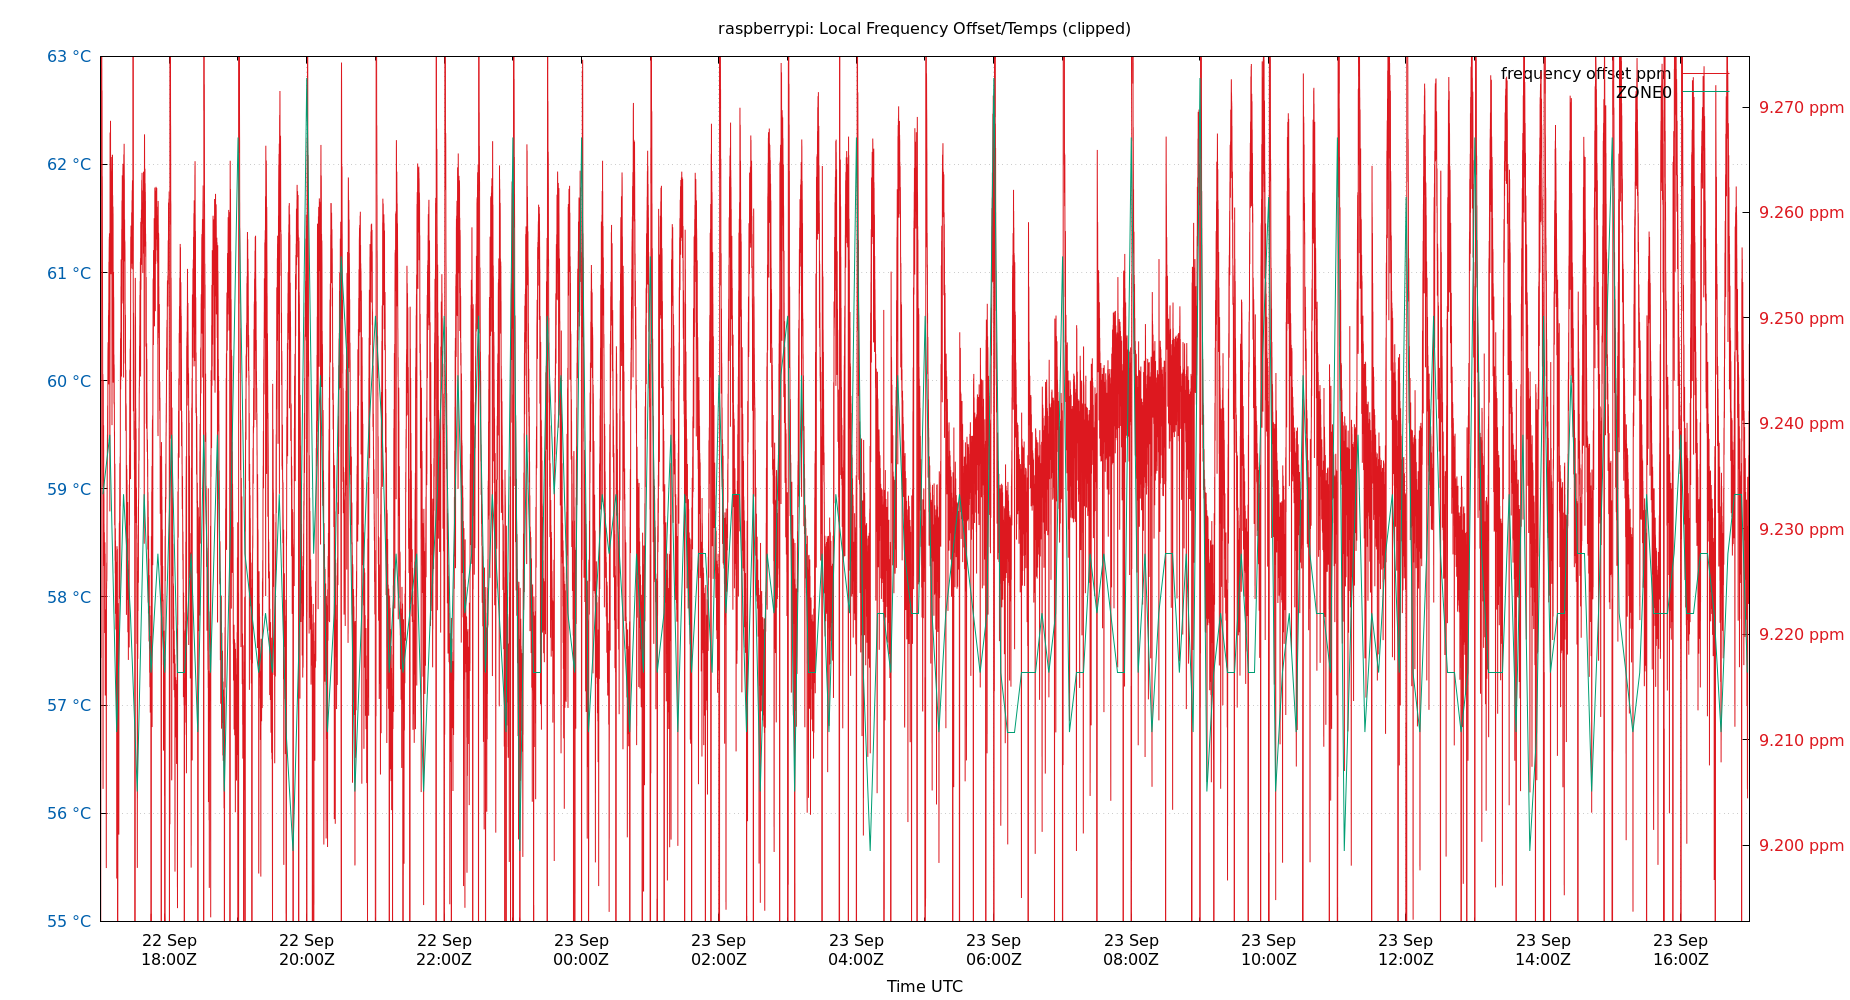 raspberrypi: Local Frequency Offset/Temps (clipped)
63 °C
62 °C
61 °C
60 °C
59 °C
58 °C
57 °C
56 °C
55 °C
frequency offset ppm
ZONE0
9.270 ppm
9.260 ppm
9.250 ppm
9.240 ppm
9.230 ppm
9.220 ppm
9.210 ppm
9.200 ppm
22 Sep 22 Sep 22 Sep 23 Sep 23 Sep 23 Sep 23 Sep 23 Sep 23 Sep 23 Sep 23 Sep 23 Sep
18:00Z 20:00Z 22:00Z 00:00Z 02:00Z 04:00Z 06:00Z 08:00Z 10:00Z 12:00Z 14:00Z 16:00Z
Time UTC